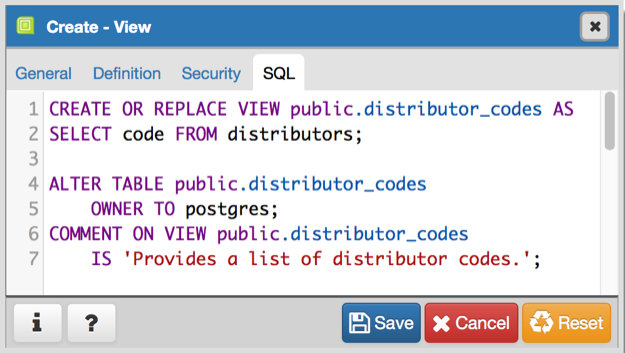 Create - View
General Definition Security SQL
1 CREATE OR REPLACE VIEW public.distributor_codes AS
2 SELECT code FROM distributors;
3
4 ALTER TABLE public.distributor_codes
5 OWNER TO postgres;
6 COMMENT ON VIEW public.distributor_codes
7 IS 'Provides a list of distributor codes.';
i ? Save Cancel Reset